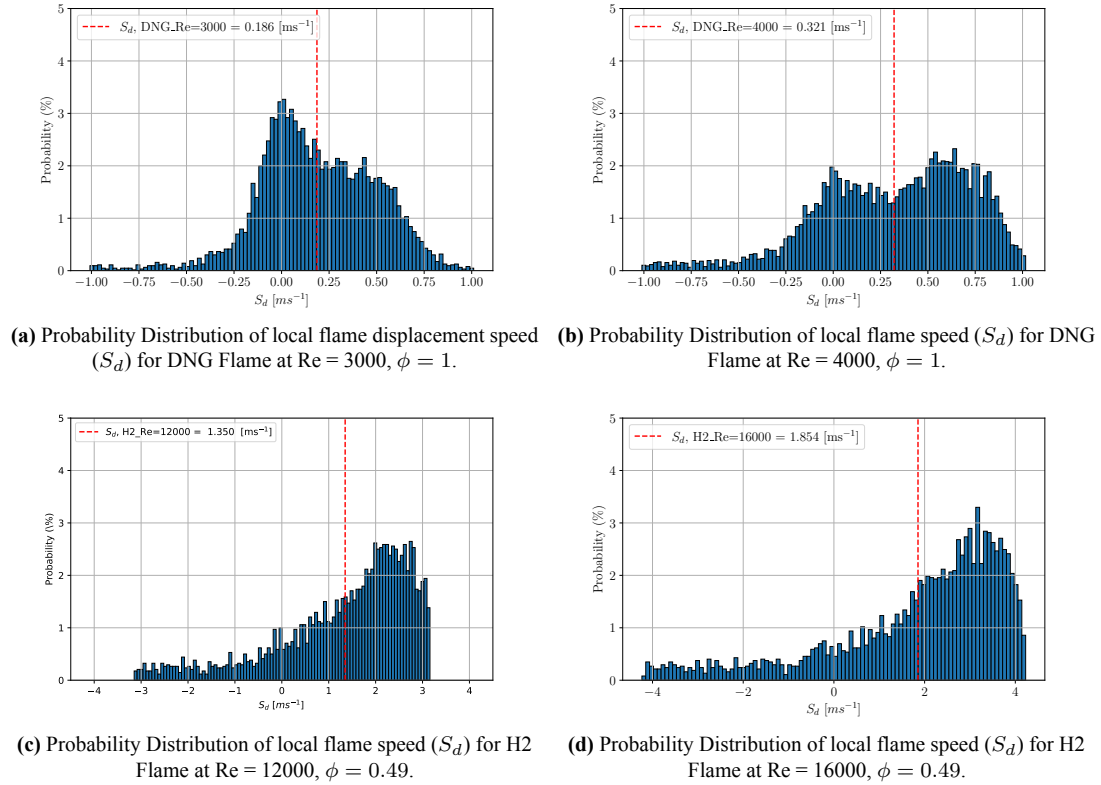 S_d, DNG_Re=3000 = 0.186 [ms⁻¹]
5
4
3
2
1
0
Probability (%)
−1.00 −0.75 −0.50 −0.25 0.00 0.25 0.50 0.75 1.00
S_d [ms⁻¹]
(a) Probability Distribution of local flame displacement speed
(S_d) for DNG Flame at Re = 3000, ϕ = 1.
S_d, DNG_Re=4000 = 0.321 [ms⁻¹]
5
4
3
2
1
0
Probability (%)
−1.00 −0.75 −0.50 −0.25 0.00 0.25 0.50 0.75 1.00
S_d [ms⁻¹]
(b) Probability Distribution of local flame speed (S_d) for DNG
Flame at Re = 4000, ϕ = 1.
S_d, H2_Re=12000 = 1.350 [ms⁻¹]
5
4
3
2
1
0
Probability (\%)
−4 −3 −2 −1 0 1 2 3 4
S_d [ms⁻¹]
(c) Probability Distribution of local flame speed (S_d) for H2
Flame at Re = 12000, ϕ = 0.49.
S_d, H2_Re=16000 = 1.854 [ms⁻¹]
5
4
3
2
1
0
Probability (%)
−4 −2 0 2 4
S_d [ms⁻¹]
(d) Probability Distribution of local flame speed (S_d) for H2
Flame at Re = 16000, ϕ = 0.49.